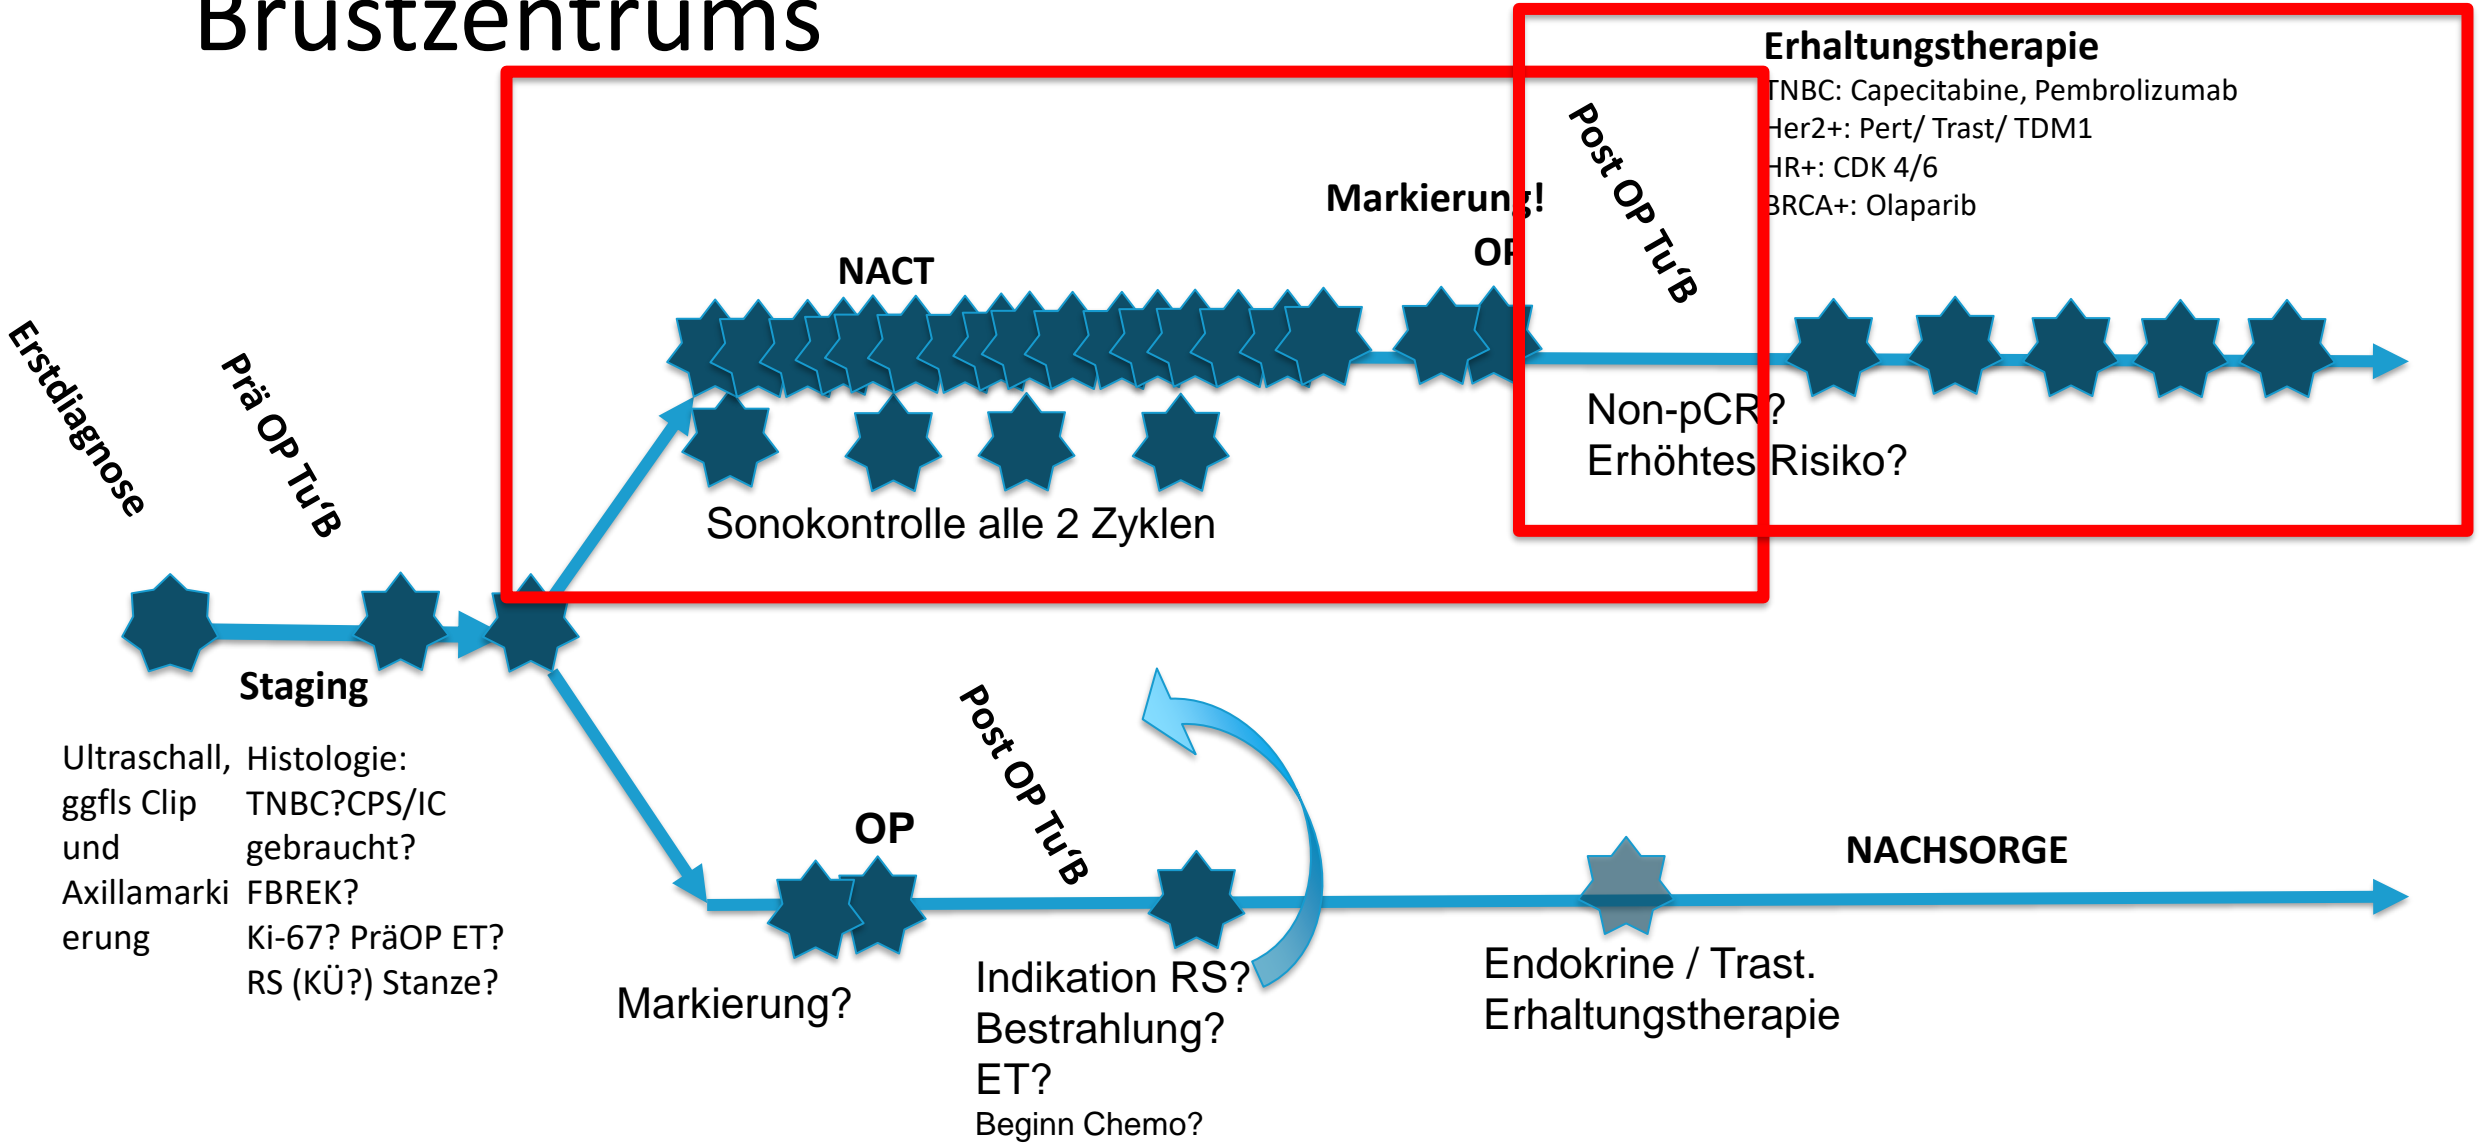 Brustzentrums
Erhaltungstherapie
TNBC: Capecitabine, Pembrolizumab
Her2+: Pert/ Trast/ TDM1
HR+: CDK 4/6
BRCA+: Olaparib
Post OP Tu‘B
Markierung!
OP
NACT
Erstdiagnose
Prä OP Tu‘B
Non-pCR?
Erhöhtes Risiko?
Sonokontrolle alle 2 Zyklen
Staging
Ultraschall,
ggfls Clip
und
Axillamarki
erung
Histologie:
TNBC?CPS/IC
gebraucht?
FBREK?
Ki-67? PräOP ET?
RS (KÜ?) Stanze?
Post OP Tu‘B
OP
NACHSORGE
Markierung?
Indikation RS?
Bestrahlung?
ET?
Beginn Chemo?
Endokrine / Trast.
Erhaltungstherapie